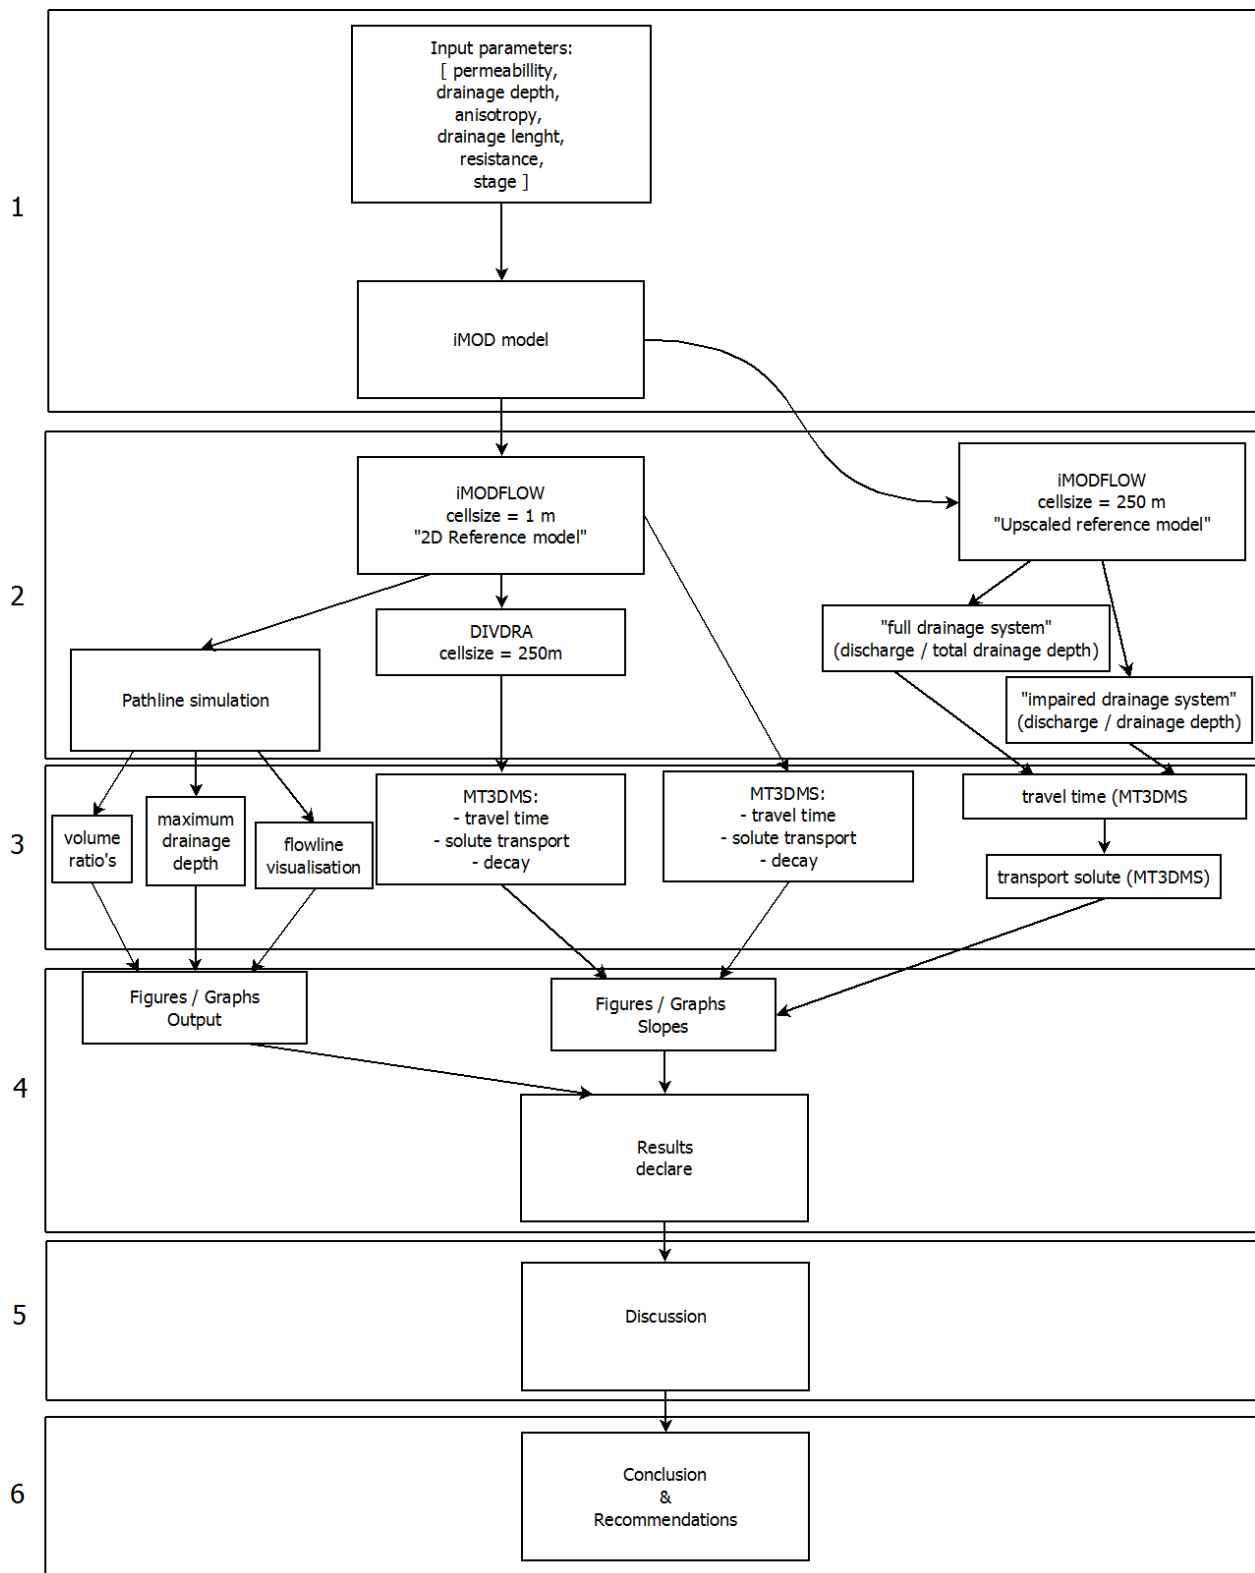 1
Input parameters:
[ permeabillity,
drainage depth,
anisotropy,
drainage lenght,
resistance,
stage ]
iMOD model
2
iMODFLOW
cellsize = 1 m
"2D Reference model"
iMODFLOW
cellsize = 250 m
"Upscaled reference model"
DIVDRA
cellsize = 250m
"full drainage system"
(discharge / total drainage depth)
Pathline simulation
"impaired drainage system"
(discharge / drainage depth)
3
volume
ratio's
maximum
drainage
depth
flowline
visualisation
MT3DMS:
- travel time
- solute transport
- decay
MT3DMS:
- travel time
- solute transport
- decay
travel time (MT3DMS
transport solute (MT3DMS)
4
Figures / Graphs
Output
Figures / Graphs
Slopes
Results
declare
5
Discussion
6
Conclusion
&
Recommendations